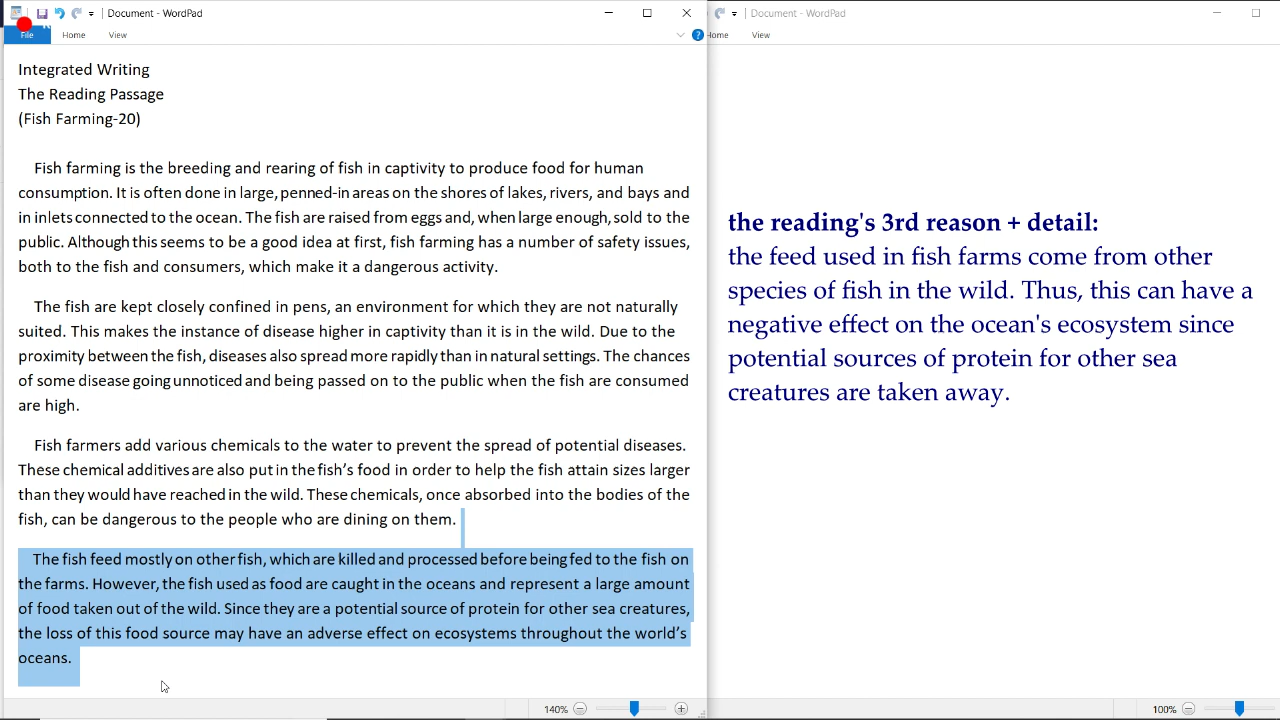 Document - WordPad
File
Home
View
Integrated Writing
The Reading Passage
(Fish Farming-20)
Fish farming is the breeding and rearing of fish in captivity to produce food for human
consumption. It is often done in large, penned-in areas on the shores of lakes, rivers, and bays and
in inlets connected to the ocean. The fish are raised from eggs and, when large enough, sold to the
public. Although this seems to be a good idea at first, fish farming has a number of safety issues,
both to the fish and consumers, which make it a dangerous activity.
The fish are kept closely confined in pens, an environment for which they are not naturally
suited. This makes the instance of disease higher in captivity than it is in the wild. Due to the
proximity between the fish, diseases also spread more rapidly than in natural settings. The chances
of some disease going unnoticed and being passed on to the public when the fish are consumed
are high.
Fish farmers add various chemicals to the water to prevent the spread of potential diseases.
These chemical additives are also put in the fish’s food in order to help the fish attain sizes larger
than they would have reached in the wild. These chemicals, once absorbed into the bodies of the
fish, can be dangerous to the people who are dining on them.
The fish feed mostly on other fish, which are killed and processed before being fed to the fish on
the farms. However, the fish used as food are caught in the oceans and represent a large amount
of food taken out of the wild. Since they are a potential source of protein for other sea creatures,
the loss of this food source may have an adverse effect on ecosystems throughout the world’s
oceans.
140%
Document - WordPad
Home
View
the reading's 3rd reason + detail:
the feed used in fish farms come from other
species of fish in the wild. Thus, this can have a
negative effect on the ocean's ecosystem since
potential sources of protein for other sea
creatures are taken away.
100%